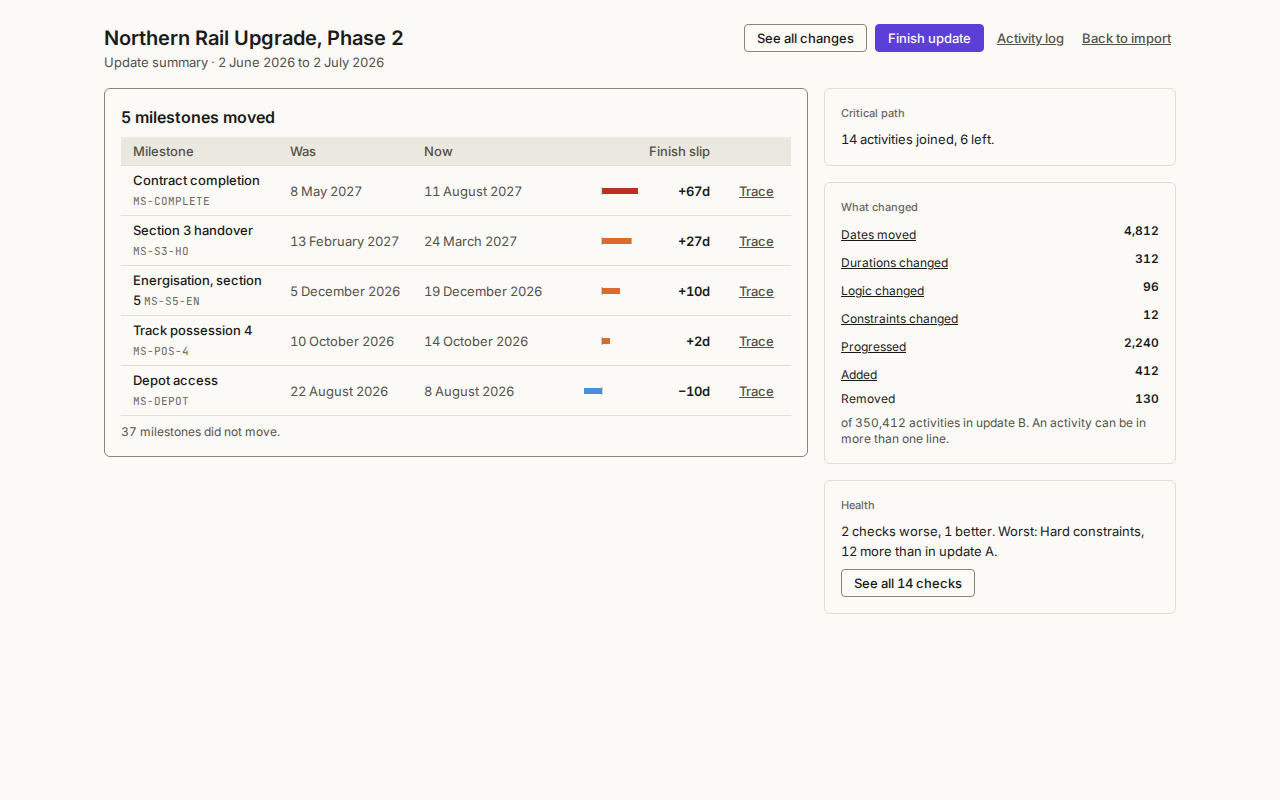 Northern Rail Upgrade, Phase 2
Update summary · 2 June 2026 to 2 July 2026
See all changes
Finish update
Activity log
Back to import
5 milestones moved
Milestone Was Now Finish slip
Contract completion
MS-COMPLETE
8 May 2027 11 August 2027 +67d Trace
Section 3 handover
MS-S3-HO
13 February 2027 24 March 2027 +27d Trace
Energisation, section
5 MS-S5-EN
5 December 2026 19 December 2026 +10d Trace
Track possession 4
MS-POS-4
10 October 2026 14 October 2026 +2d Trace
Depot access
MS-DEPOT
22 August 2026 8 August 2026 −10d Trace
37 milestones did not move.
Critical path
14 activities joined, 6 left.
What changed
Dates moved 4,812
Durations changed 312
Logic changed 96
Constraints changed 12
Progressed 2,240
Added 412
Removed 130
of 350,412 activities in update B. An activity can be in
more than one line.
Health
2 checks worse, 1 better. Worst: Hard constraints,
12 more than in update A.
See all 14 checks